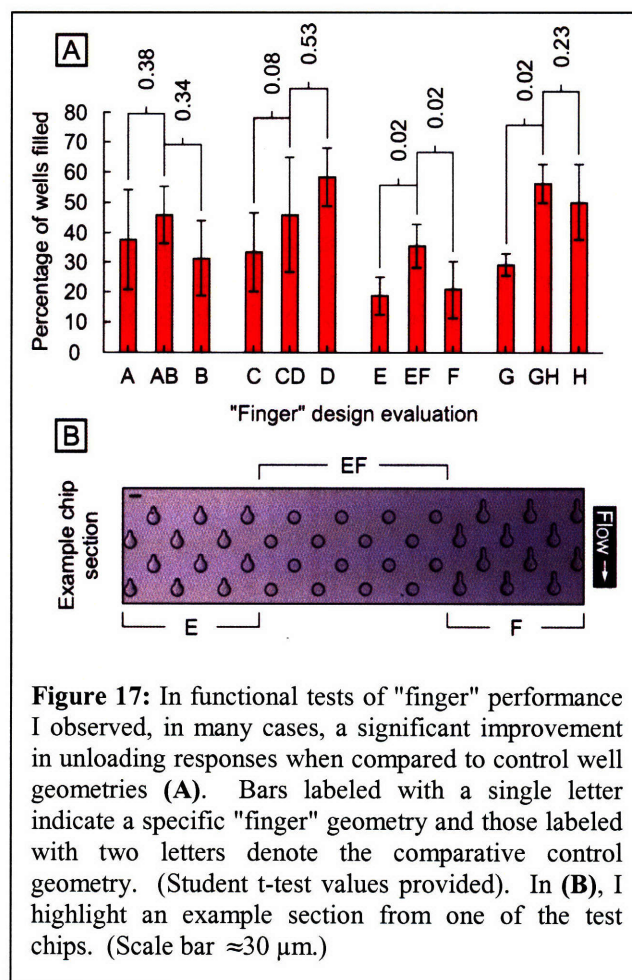 A
0.38
0.34
0.08
0.53
0.02
0.02
0.02
0.23
Percentage of wells filled
80
70
60
50
40
30
20
10
0
A AB B C CD D E EF F G GH H
"Finger" design evaluation
B
EF
Example chip
section
Flow →
E F
Figure 17: In functional tests of "finger" performance
I observed, in many cases, a significant improvement
in unloading responses when compared to control well
geometries (A). Bars labeled with a single letter
indicate a specific "finger" geometry and those labeled
with two letters denote the comparative control
geometry. (Student t-test values provided). In (B), I
highlight an example section from one of the test
chips. (Scale bar ≈30 μm.)